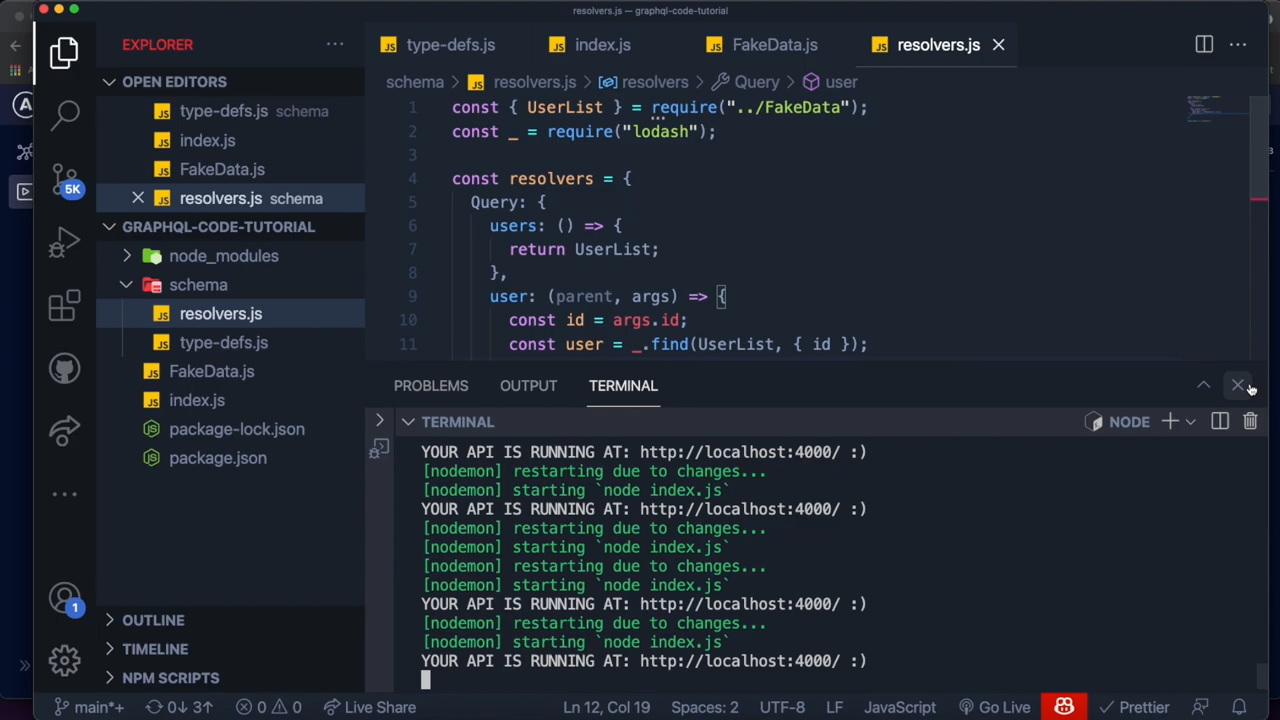 resolvers.js — graphql-code-tutorial
EXPLORER
OPEN EDITORS
type-defs.js schema
index.js
FakeData.js
resolvers.js schema
GRAPHQL-CODE-TUTORIAL
node_modules
schema
resolvers.js
type-defs.js
FakeData.js
index.js
package-lock.json
package.json
OUTLINE
TIMELINE
NPM SCRIPTS
5K
1
type-defs.js
index.js
FakeData.js
resolvers.js
schema > resolvers.js > resolvers > Query > user
1 const { UserList } = require("../FakeData");
2 const _ = require("lodash");
3
4 const resolvers = {
5 Query: {
6 users: () => {
7 return UserList;
8 },
9 user: (parent, args) => {
10 const id = args.id;
11 const user = _.find(UserList, { id });
PROBLEMS OUTPUT TERMINAL
TERMINAL
NODE
YOUR API IS RUNNING AT: http://localhost:4000/ :)
[nodemon] restarting due to changes...
[nodemon] starting `node index.js`
YOUR API IS RUNNING AT: http://localhost:4000/ :)
[nodemon] restarting due to changes...
[nodemon] starting `node index.js`
[nodemon] restarting due to changes...
[nodemon] starting `node index.js`
YOUR API IS RUNNING AT: http://localhost:4000/ :)
[nodemon] restarting due to changes...
[nodemon] starting `node index.js`
YOUR API IS RUNNING AT: http://localhost:4000/ :)
main*+ 0↓ 3↑ 0 0 Live Share Ln 12, Col 19 Spaces: 2 UTF-8 LF JavaScript Go Live Prettier